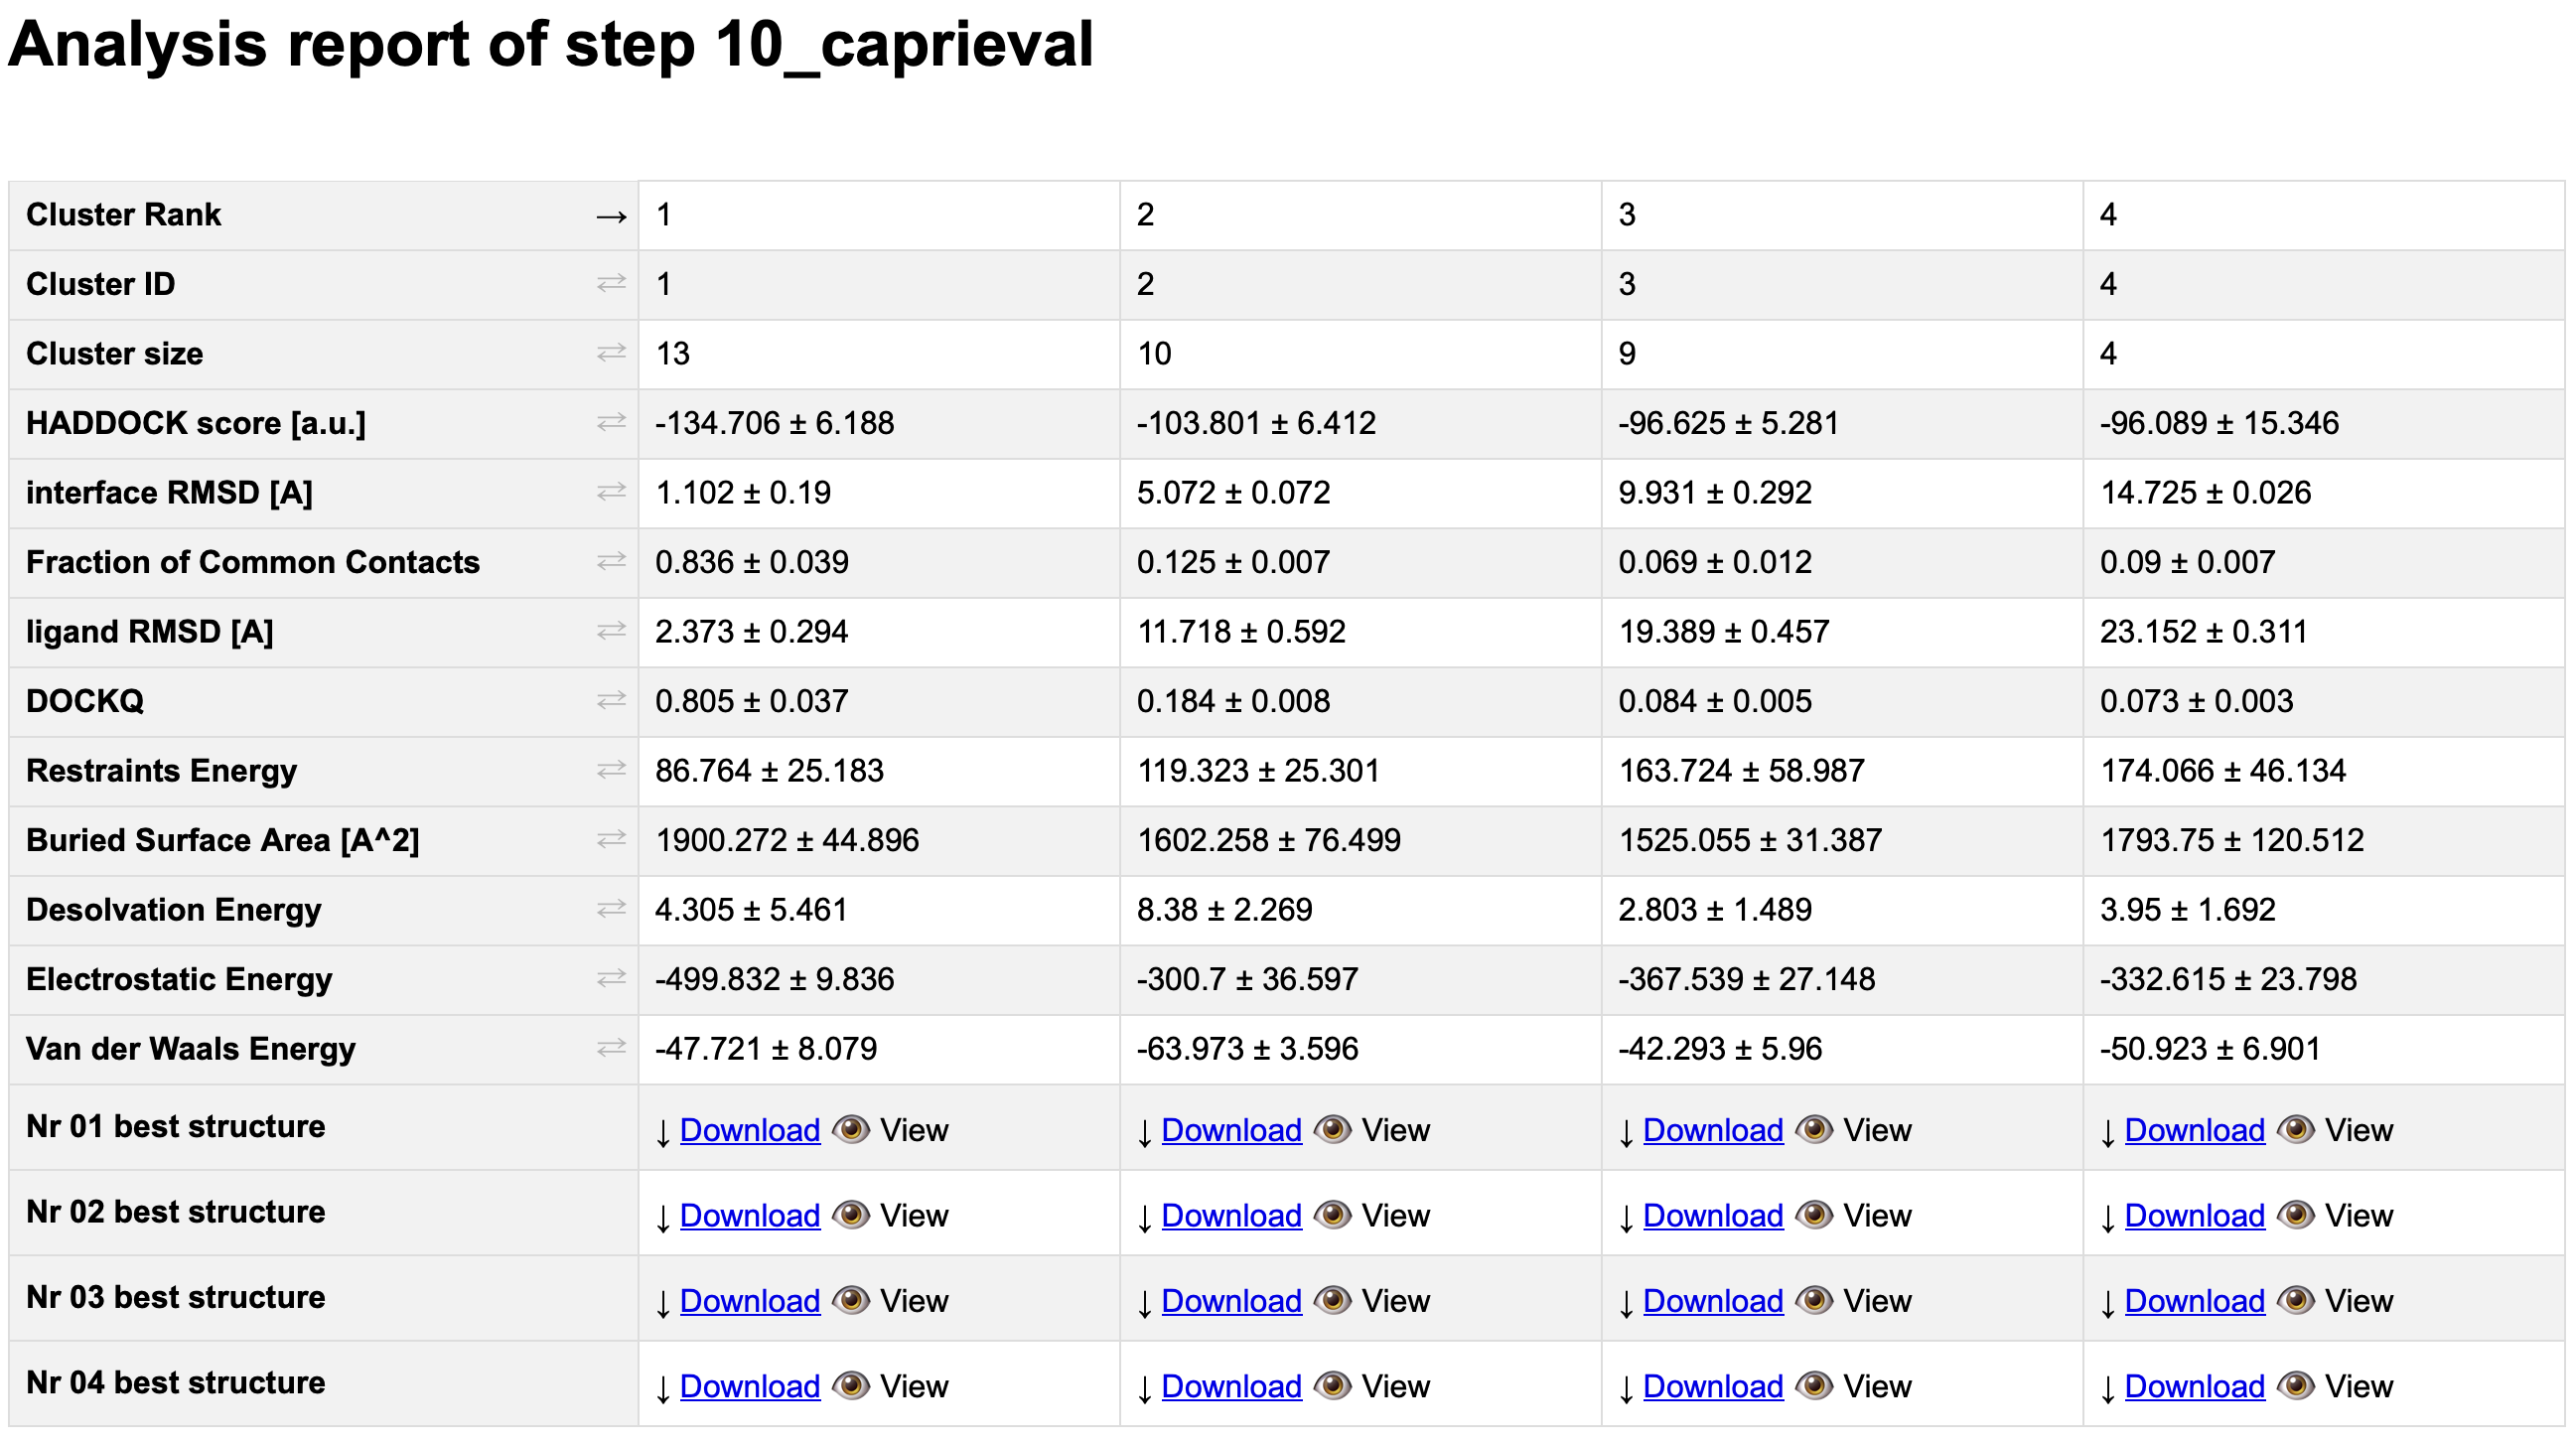 Analysis report of step 10_caprieval
Cluster Rank → 1 2 3 4
Cluster ID ⇄ 1 2 3 4
Cluster size ⇄ 13 10 9 4
HADDOCK score [a.u.] ⇄ -134.706 ± 6.188 -103.801 ± 6.412 -96.625 ± 5.281 -96.089 ± 15.346
interface RMSD [A] ⇄ 1.102 ± 0.19 5.072 ± 0.072 9.931 ± 0.292 14.725 ± 0.026
Fraction of Common Contacts ⇄ 0.836 ± 0.039 0.125 ± 0.007 0.069 ± 0.012 0.09 ± 0.007
ligand RMSD [A] ⇄ 2.373 ± 0.294 11.718 ± 0.592 19.389 ± 0.457 23.152 ± 0.311
DOCKQ ⇄ 0.805 ± 0.037 0.184 ± 0.008 0.084 ± 0.005 0.073 ± 0.003
Restraints Energy ⇄ 86.764 ± 25.183 119.323 ± 25.301 163.724 ± 58.987 174.066 ± 46.134
Buried Surface Area [A^2] ⇄ 1900.272 ± 44.896 1602.258 ± 76.499 1525.055 ± 31.387 1793.75 ± 120.512
Desolvation Energy ⇄ 4.305 ± 5.461 8.38 ± 2.269 2.803 ± 1.489 3.95 ± 1.692
Electrostatic Energy ⇄ -499.832 ± 9.836 -300.7 ± 36.597 -367.539 ± 27.148 -332.615 ± 23.798
Van der Waals Energy ⇄ -47.721 ± 8.079 -63.973 ± 3.596 -42.293 ± 5.96 -50.923 ± 6.901
Nr 01 best structure ↓ Download 👁 View ↓ Download 👁 View ↓ Download 👁 View ↓ Download 👁 View
Nr 02 best structure ↓ Download 👁 View ↓ Download 👁 View ↓ Download 👁 View ↓ Download 👁 View
Nr 03 best structure ↓ Download 👁 View ↓ Download 👁 View ↓ Download 👁 View ↓ Download 👁 View
Nr 04 best structure ↓ Download 👁 View ↓ Download 👁 View ↓ Download 👁 View ↓ Download 👁 View